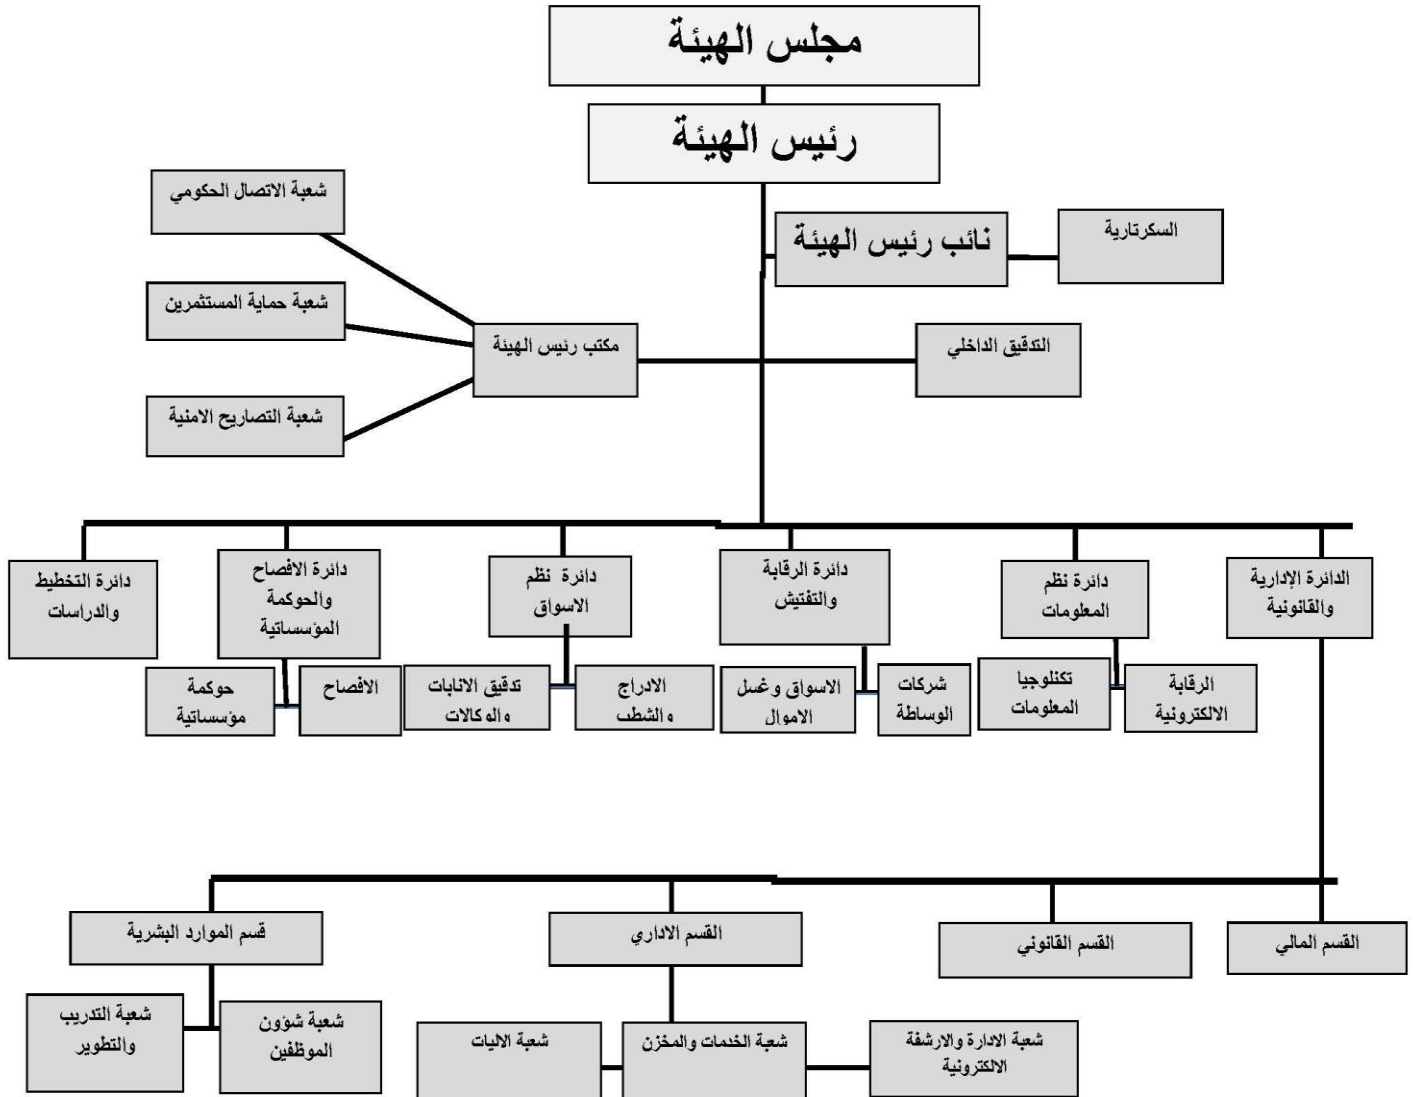 مجلس الهيئة
رئيس الهيئة
نائب رئيس الهيئة
السكرتارية
شعبة الاتصال الحكومي
شعبة حماية المستثمرين
شعبة التصاريح الامنية
مكتب رئيس الهيئة
التدقيق الداخلي
الدائرة الإدارية
والقانونية
دائرة نظم
المعلومات
دائرة الرقابة
والتفتيش
دائرة نظم
الاسواق
دائرة الافصاح
والحوكمة
المؤسساتية
دائرة التخطيط
والدراسات
الرقابة
الالكترونية
تكنلوجيا
المعلومات
شركات
الوساطة
الاسواق وغسل
الاموال
الادراج
والشطب
تدقيق الانابات
والوكالات
الافصاح
حوكمة
مؤسساتية
القسم المالي
القسم القانوني
القسم الاداري
قسم الموارد البشرية
شعبة الادارة والارشفة
الالكترونية
شعبة الخدمات والمخزن
شعبة الاليات
شعبة شؤون
الموظفين
شعبة التدريب
والتطوير